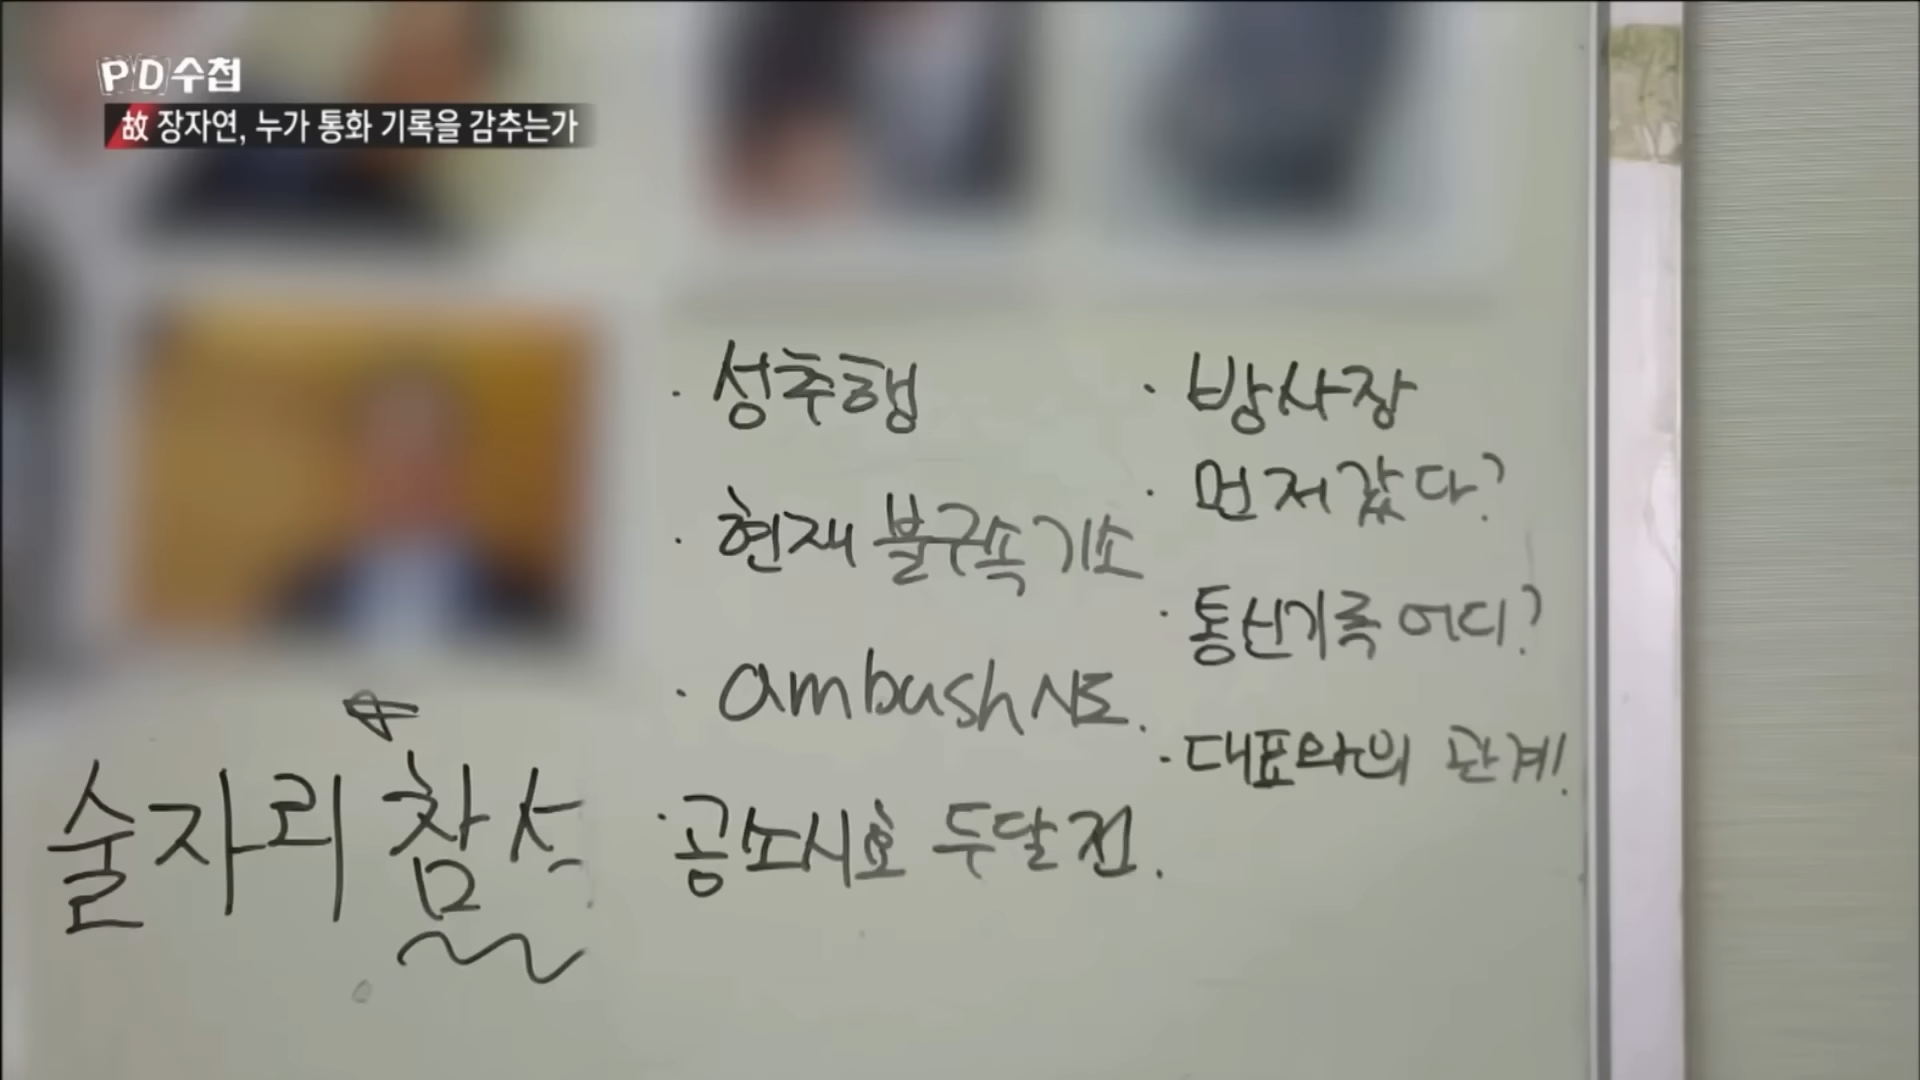 PD수첩
故 장자연, 누가 통화 기록을 감추는가
· 성추행
· 현재 불구속 기소
· ambush 시도.
· 공소시효 두달 전.
· 방사장
· 먼저 갔다?
· 통신기록 어디?
· 대표와의 관계.
술자리 참석